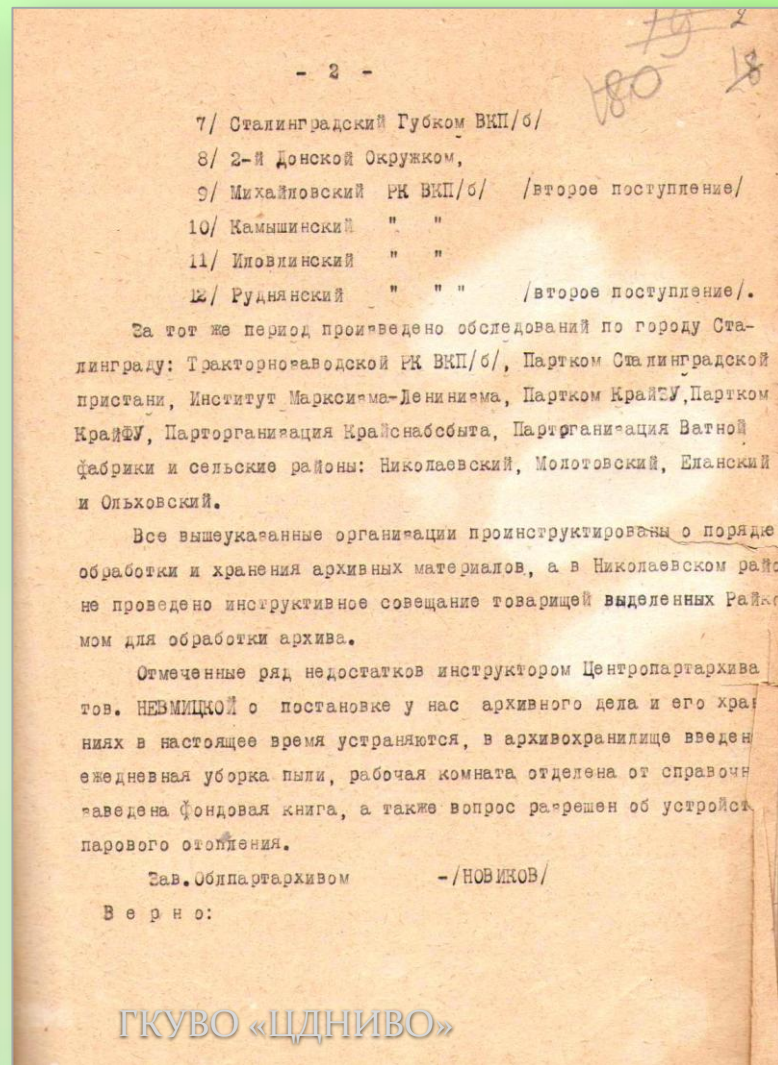 - 2 -
180
7/ Сталинградский Губком ВКП/б/
8/ 2-й Донской Окружком,
9/ Михайловский РК ВКП/б/ /второе поступление/
10/ Камышинский " "
11/ Иловлинский " "
12/ Руднянский " " " /второе поступление/.
За тот же период произведено обследований по городу Ста-
линграду: Тракторнозаводской РК ВКП/б/, Партком Сталинградской
пристани, Институт Марксизма-Ленинизма, Партком КрайЗУ,Партком
КрайФУ, Парторганизация Крайснабсбыта, Парторганизация Ватной
фабрики и сельские районы: Николаевский, Молотовский, Еланский
и Ольховский.
Все вышеуказанные организации проинструктированы о порядке
обработки и хранения архивных материалов, а в Николаевском райо
не проведено инструктивное совещание товарищей выделенных Райко
мом для обработки архива.
Отмеченные ряд недостатков инструктором Центропартархива
тов. НЕВМИЦКОЙ о постановке у нас архивного дела и его хра
ниях в настоящее время устраняются, в архивохранилище введен
ежедневная уборка пыли, рабочая комната отделена от справочн
заведена фондовая книга, а также вопрос разрешен об устройст
парового отопления.
Зав.Облпартархивом -/НОВИКОВ/
Верно:
ГКУВО «ЦДНИВО»